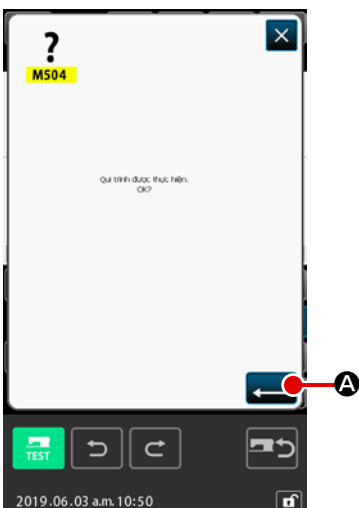 ?
M504
Qui trình được thực hiện.
OK?
A
TEST
2019.06.03 a.m. 10:50